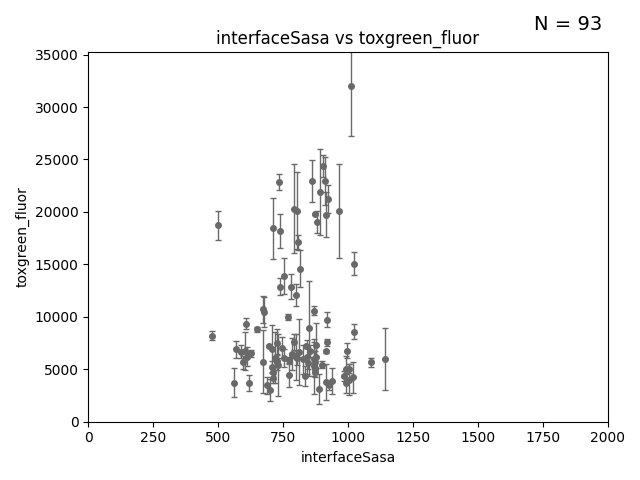 N = 93
interfaceSasa vs toxgreen_fluor
35000
30000
25000
20000
15000
10000
5000
0
toxgreen_fluor
0 250 500 750 1000 1250 1500 1750 2000
interfaceSasa